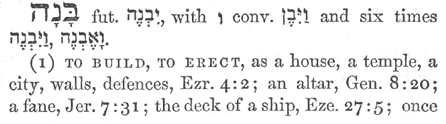 בָּנָה fut. יִבְנֶה, with ו conv. וַיִּבֶן and six times
וָאֶבְנֶה, וַיִּבְנֶה.
(1) TO BUILD, TO ERECT, as a house, a temple, a
city, walls, defences, Ezr. 4:2; an altar, Gen. 8:20;
a fane, Jer. 7:31; the deck of a ship, Eze. 27:5; once